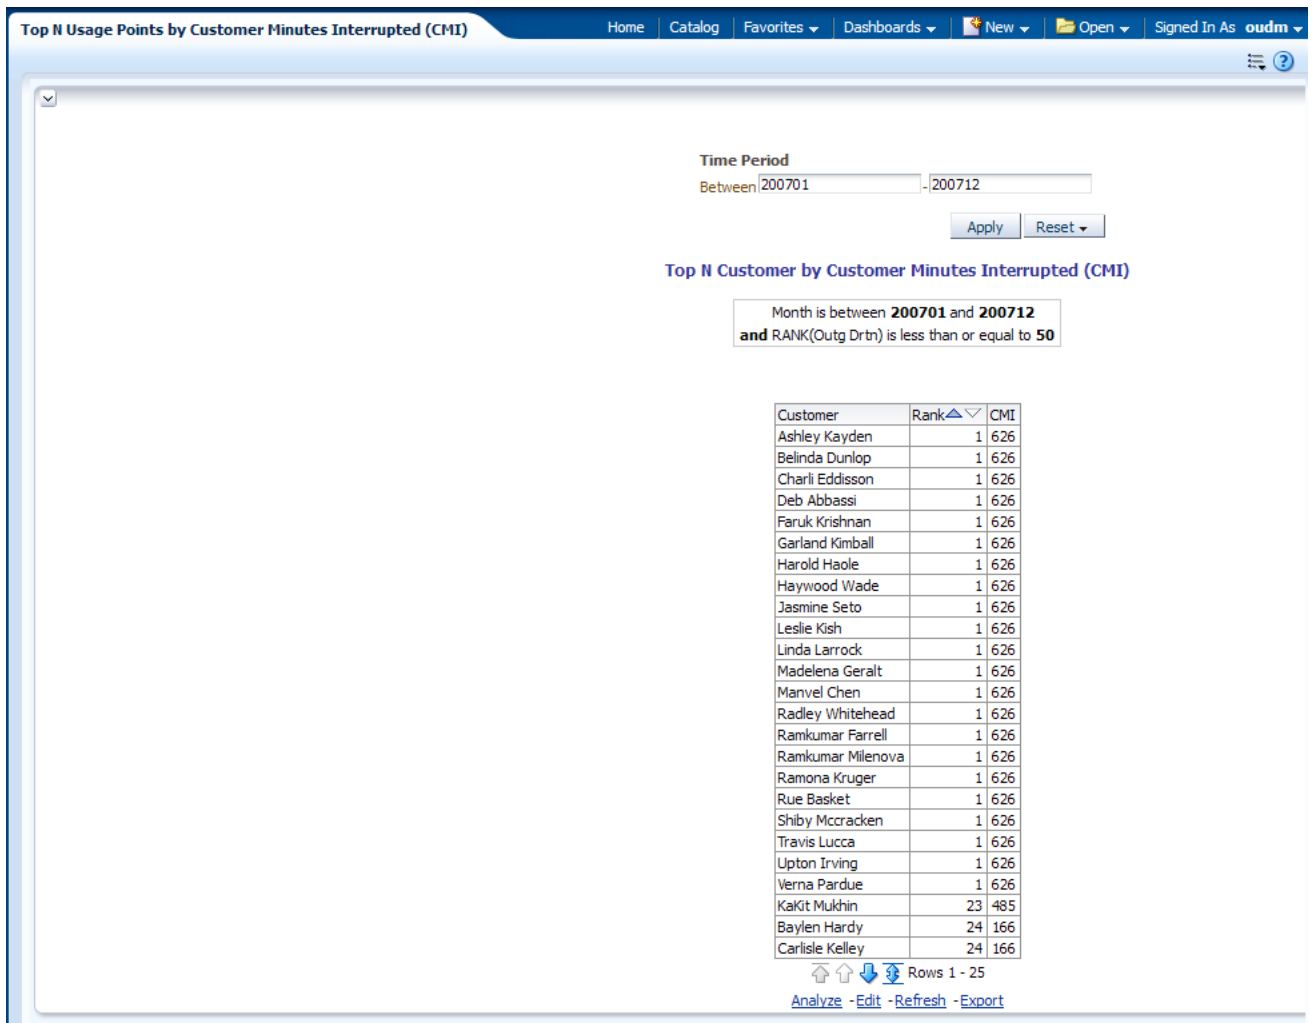 Top N Usage Points by Customer Minutes Interrupted (CMI)
Home Catalog Favorites Dashboards New Open Signed In As oudm
Time Period
Between 200701 - 200712
Apply Reset
Top N Customer by Customer Minutes Interrupted (CMI)
Month is between 200701 and 200712
and RANK(Outg Drtn) is less than or equal to 50
Customer Rank CMI
Ashley Kayden 1 626
Belinda Dunlop 1 626
Charli Eddisson 1 626
Deb Abbassi 1 626
Faruk Krishnan 1 626
Garland Kimball 1 626
Harold Haole 1 626
Haywood Wade 1 626
Jasmine Seto 1 626
Leslie Kish 1 626
Linda Larrock 1 626
Madelena Geralt 1 626
Manvel Chen 1 626
Radley Whitehead 1 626
Ramkumar Farrell 1 626
Ramkumar Milenova 1 626
Ramona Kruger 1 626
Rue Basket 1 626
Shiby Mccracken 1 626
Travis Lucca 1 626
Upton Irving 1 626
Verna Pardue 1 626
KaKit Mukhin 23 485
Baylen Hardy 24 166
Carlisle Kelley 24 166
Rows 1 - 25
Analyze - Edit - Refresh - Export